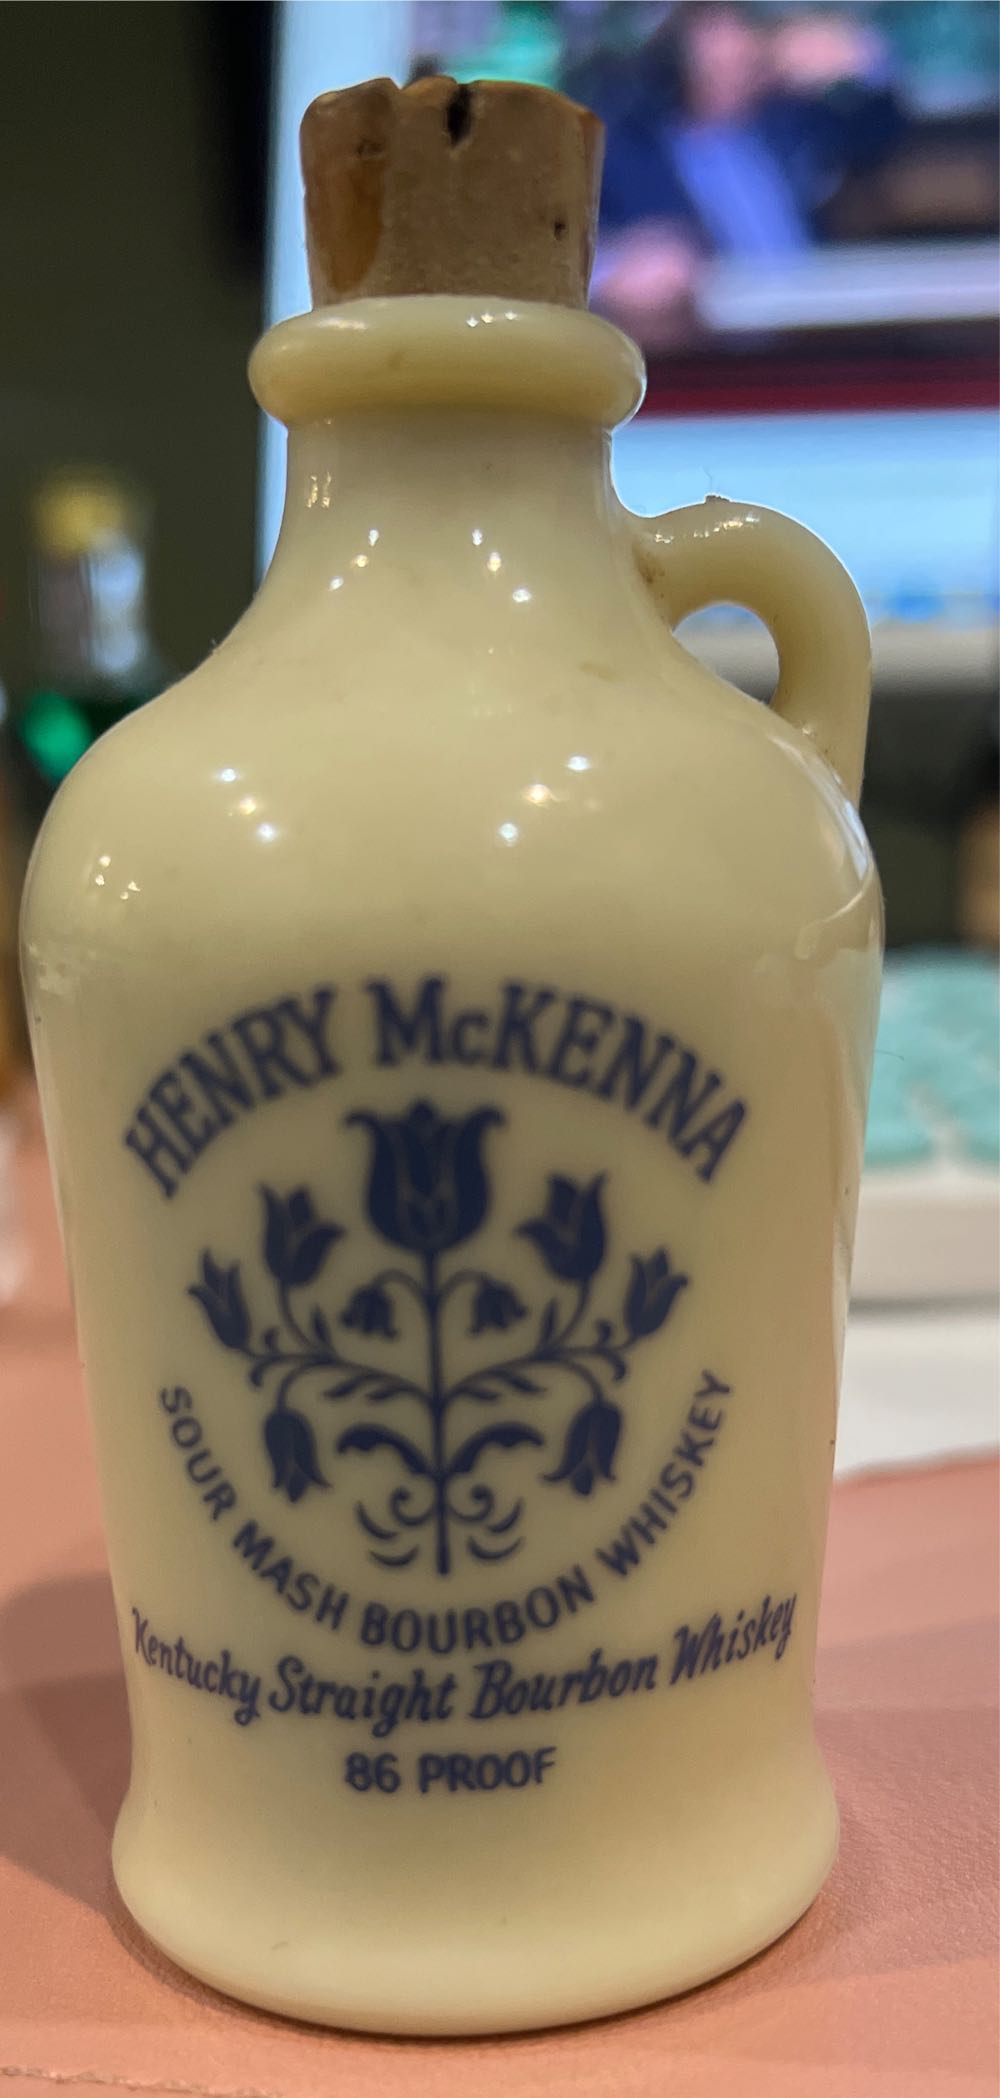 HENRY McKENNA
SOUR MASH BOURBON WHISKEY
Kentucky Straight Bourbon Whiskey
86 PROOF